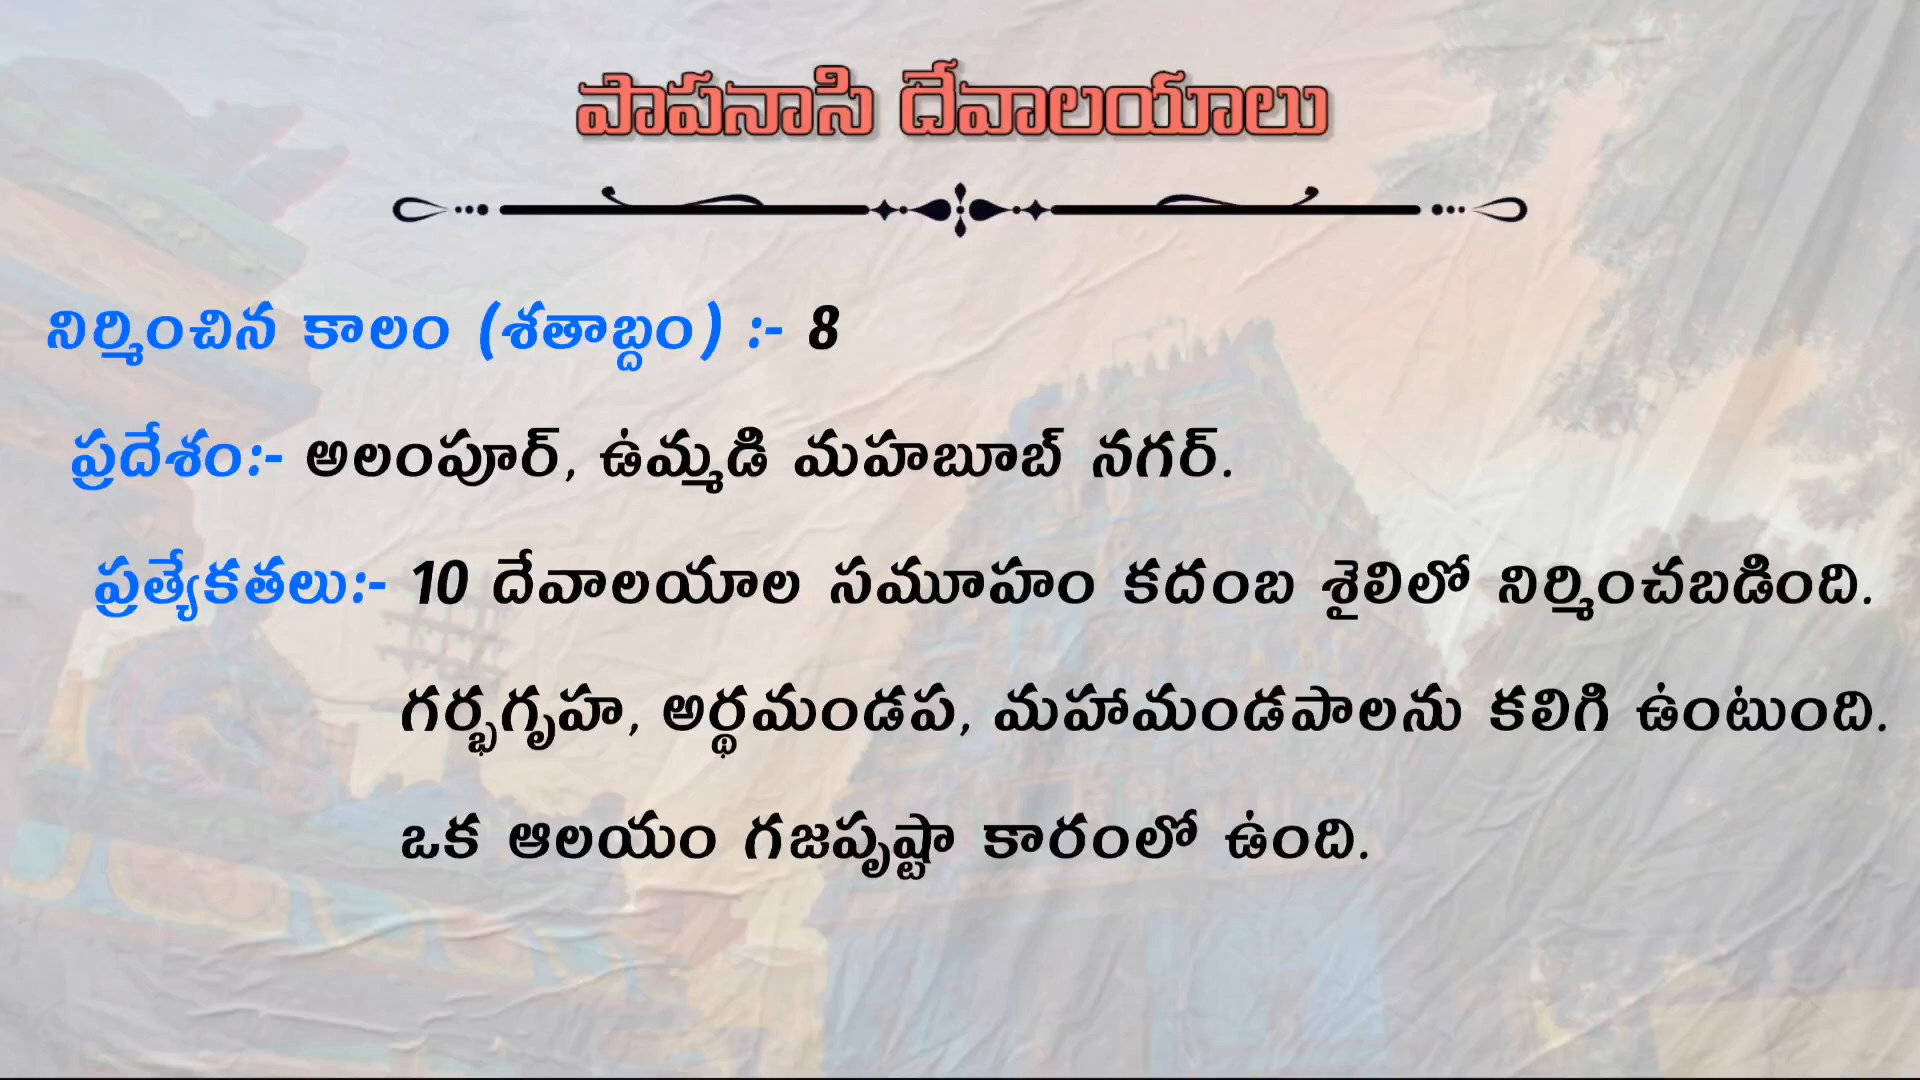 పాపనాసి దేవాలయాలు
నిర్మించిన కాలం (శతాబ్దం) :- 8
ప్రదేశం:- అలంపూర్, ఉమ్మడి మహబూబ్ నగర్.
ప్రత్యేకతలు:- 10 దేవాలయాల సమూహం కదంబ శైలిలో నిర్మించబడింది.
గర్భగృహ, అర్థమండప, మహామండపాలను కలిగి ఉంటుంది.
ఒక ఆలయం గజపృష్టా కారంలో ఉంది.